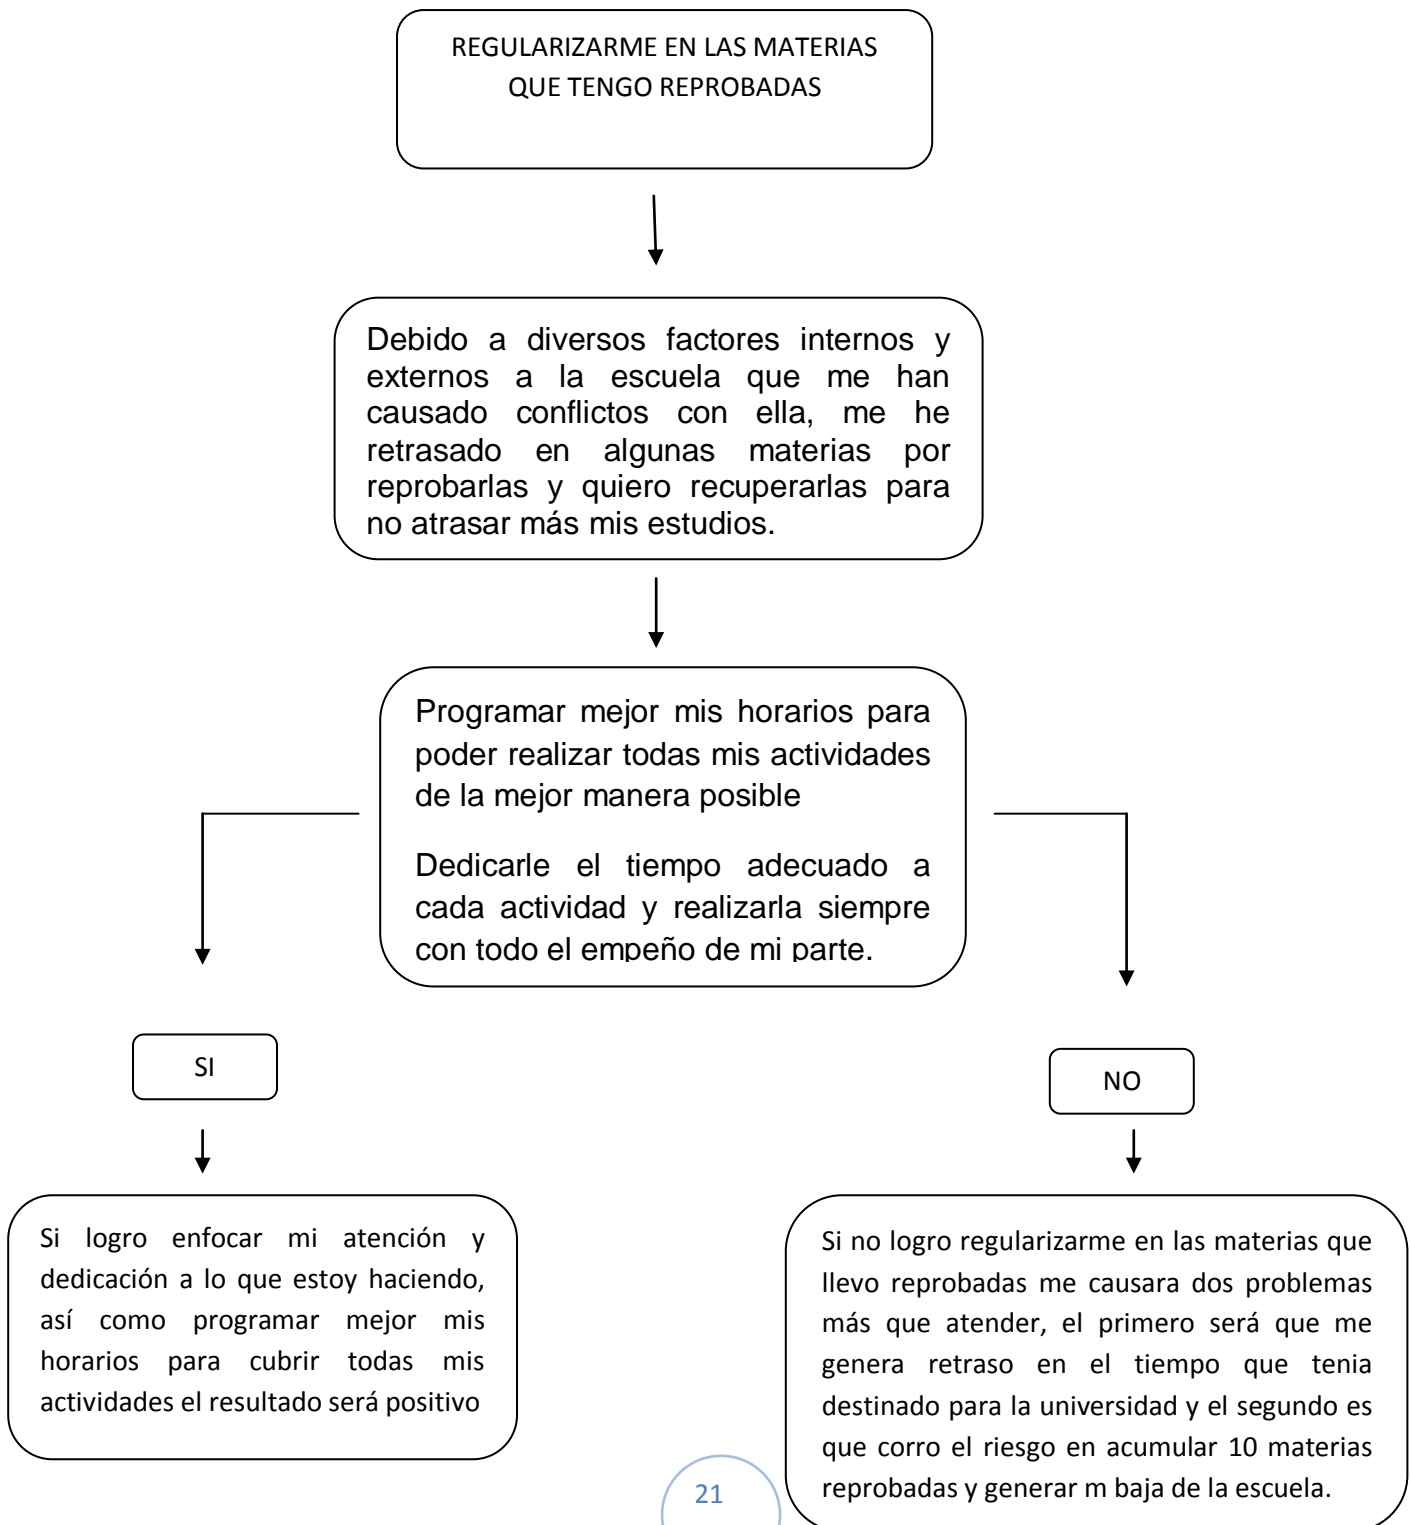 REGULARIZARME EN LAS MATERIAS
QUE TENGO REPROBADAS
Debido a diversos factores internos y
externos a la escuela que me han
causado conflictos con ella, me he
retrasado en algunas materias por
reprobarlas y quiero recuperarlas para
no atrasar más mis estudios.
Programar mejor mis horarios para
poder realizar todas mis actividades
de la mejor manera posible
Dedicarle el tiempo adecuado a
cada actividad y realizarla siempre
con todo el empeño de mi parte.
SI
NO
Si logro enfocar mi atención y
dedicación a lo que estoy haciendo,
así como programar mejor mis
horarios para cubrir todas mis
actividades el resultado será positivo
Si no logro regularizarme en las materias que
llevo reprobadas me causara dos problemas
más que atender, el primero será que me
genera retraso en el tiempo que tenia
destinado para la universidad y el segundo es
que corro el riesgo en acumular 10 materias
reprobadas y generar m baja de la escuela.
21